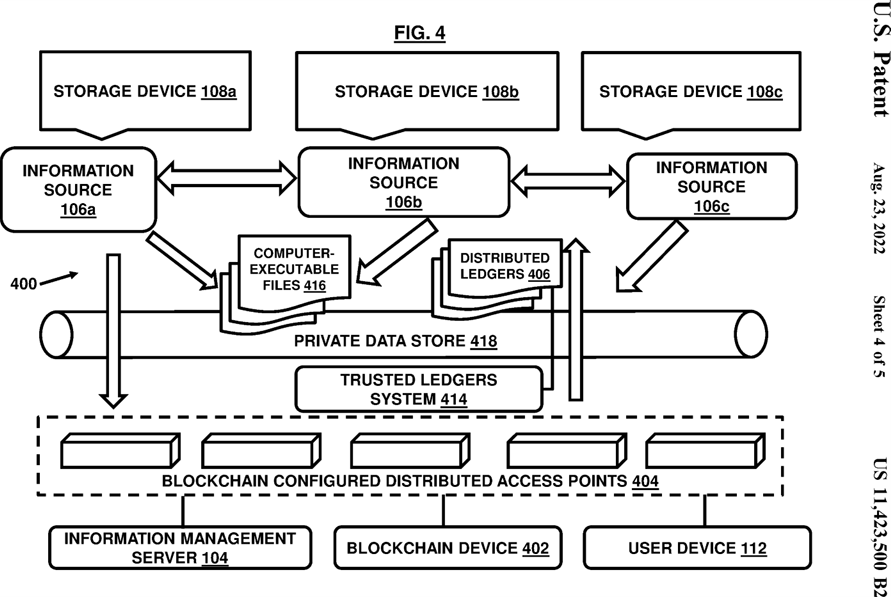 U.S. Patent
Aug. 23, 2022
Sheet 4 of 5
US 11,423,500 B2
FIG. 4
STORAGE DEVICE 108a
STORAGE DEVICE 108b
STORAGE DEVICE 108c
INFORMATION
SOURCE
106a
INFORMATION
SOURCE
106b
INFORMATION
SOURCE
106c
400
COMPUTER-
EXECUTABLE
FILES 416
DISTRIBUTED
LEDGERS 406
PRIVATE DATA STORE 418
TRUSTED LEDGERS
SYSTEM 414
BLOCKCHAIN CONFIGURED DISTRIBUTED ACCESS POINTS 404
INFORMATION MANAGEMENT
SERVER 104
BLOCKCHAIN DEVICE 402
USER DEVICE 112